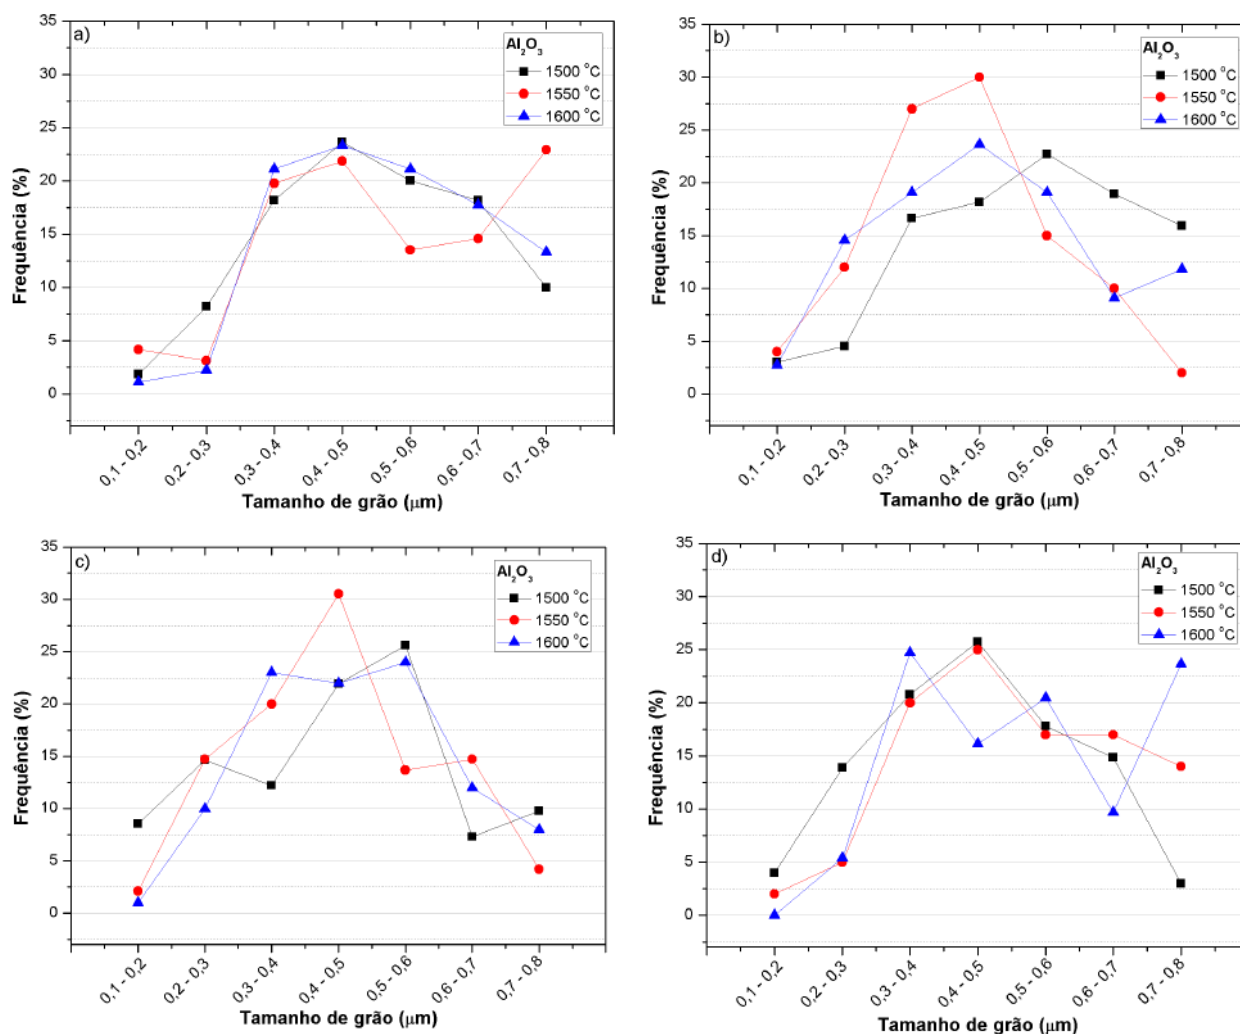 a)
Al2O3
1500 °C
1550 °C
1600 °C
35
30
25
20
15
10
5
0
Frequência (%)
0,1 - 0,2
0,2 - 0,3
0,3 - 0,4
0,4 - 0,5
0,5 - 0,6
0,6 - 0,7
0,7 - 0,8
Tamanho de grão (μm)
b)
Al2O3
1500 °C
1550 °C
1600 °C
35
30
25
20
15
10
5
0
Frequência (%)
0,1 - 0,2
0,2 - 0,3
0,3 - 0,4
0,4 - 0,5
0,5 - 0,6
0,6 - 0,7
0,7 - 0,8
Tamanho de grão (μm)
c)
Al2O3
1500 °C
1550 °C
1600 °C
35
30
25
20
15
10
5
0
Frequência (%)
0,1 - 0,2
0,2 - 0,3
0,3 - 0,4
0,4 - 0,5
0,5 - 0,6
0,6 - 0,7
0,7 - 0,8
Tamanho de grão (μm)
d)
Al2O3
1500 °C
1550 °C
1600 °C
35
30
25
20
15
10
5
0
Frequência (%)
0,1 - 0,2
0,2 - 0,3
0,3 - 0,4
0,4 - 0,5
0,5 - 0,6
0,6 - 0,7
0,7 - 0,8
Tamanho de grão (μm)